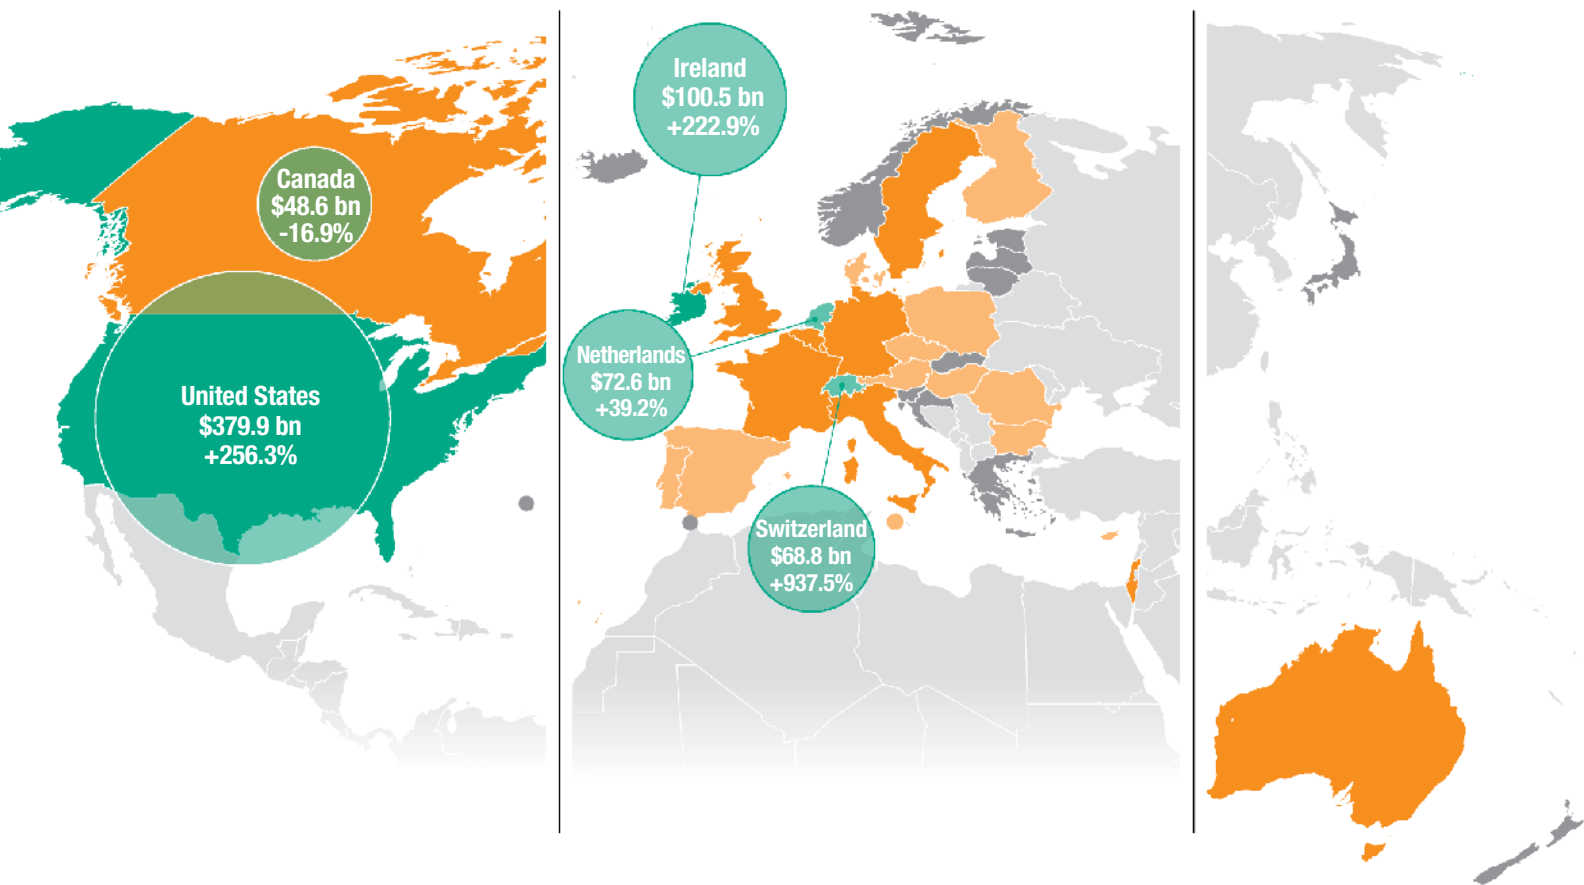 Ireland
$100.5 bn
+222.9%
Canada
$48.6 bn
-16.9%
United States
$379.9 bn
+256.3%
Netherlands
$72.6 bn
+39.2%
Switzerland
$68.8 bn
+937.5%